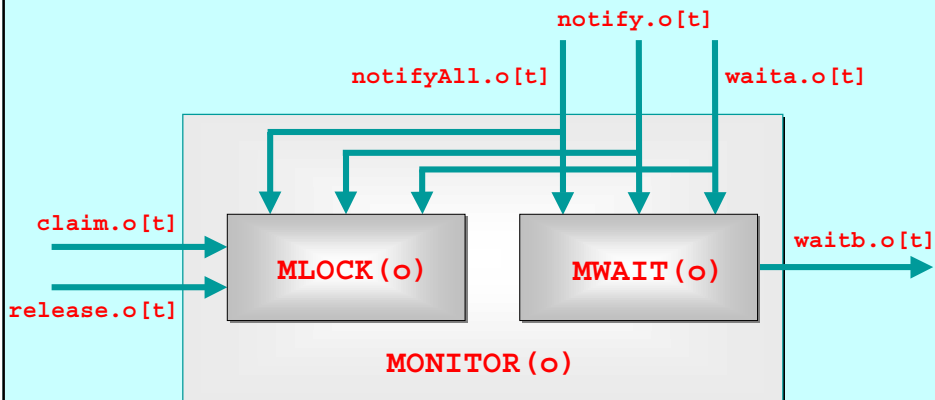 notify.o[t]
notifyAll.o[t]
waita.o[t]
claim.o[t]
release.o[t]
MLOCK(o)
MWAIT(o)
waitb.o[t]
MONITOR(o)